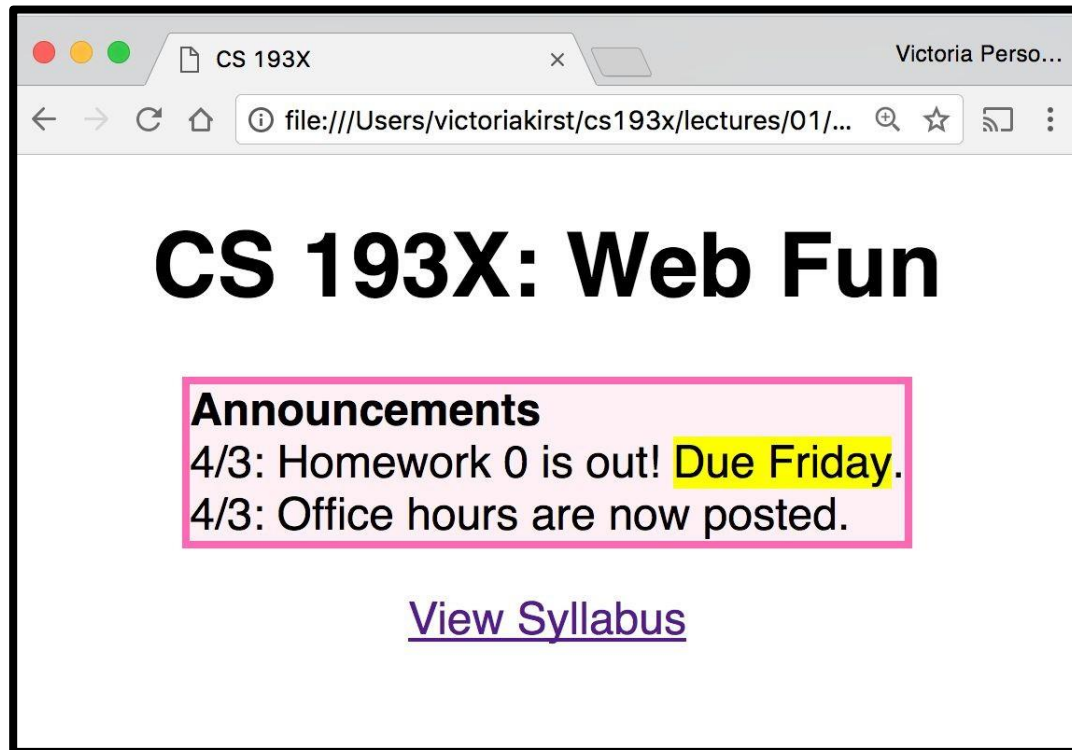 CS 193X
Victoria Perso...
file:///Users/victoriakirst/cs193x/lectures/01/...
CS 193X: Web Fun
Announcements
4/3: Homework 0 is out! Due Friday.
4/3: Office hours are now posted.
View Syllabus